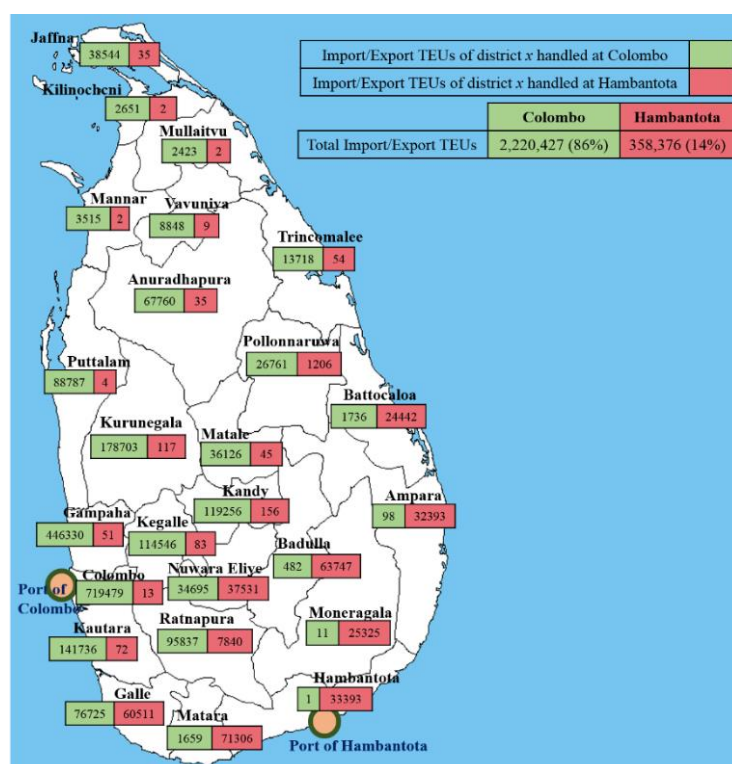 Jaffna
38544 35
Import/Export TEUs of district x handled at Colombo
Import/Export TEUs of district x handled at Hambantota
Colombo Hambantota
Total Import/Export TEUs 2,220,427 (86%) 358,376 (14%)
Kilinochcni
2651 2
Mullaitvu
2423 2
Mannar
3515 2
Vavuniya
8848 9
Trincomalee
13718 54
Anuradhapura
67760 35
Pollonnaruwa
26761 1206
Puttalam
88787 4
Battocaloa
1736 24442
Kurunegala
178703 117
Matale
36126 45
Kandy
119256 156
Ampara
98 32393
Gampaha
446330 51
Kegalle
114546 83
Badulla
482 63747
Colombo
719479 13
Nuwara Eliye
34695 37531
Port of
Colombo
Moneragala
11 25325
Ratnapura
95837 7840
Kautara
141736 72
Hambantota
1 33393
Galle
76725 60511
Matara
1659 71306
Port of Hambantota